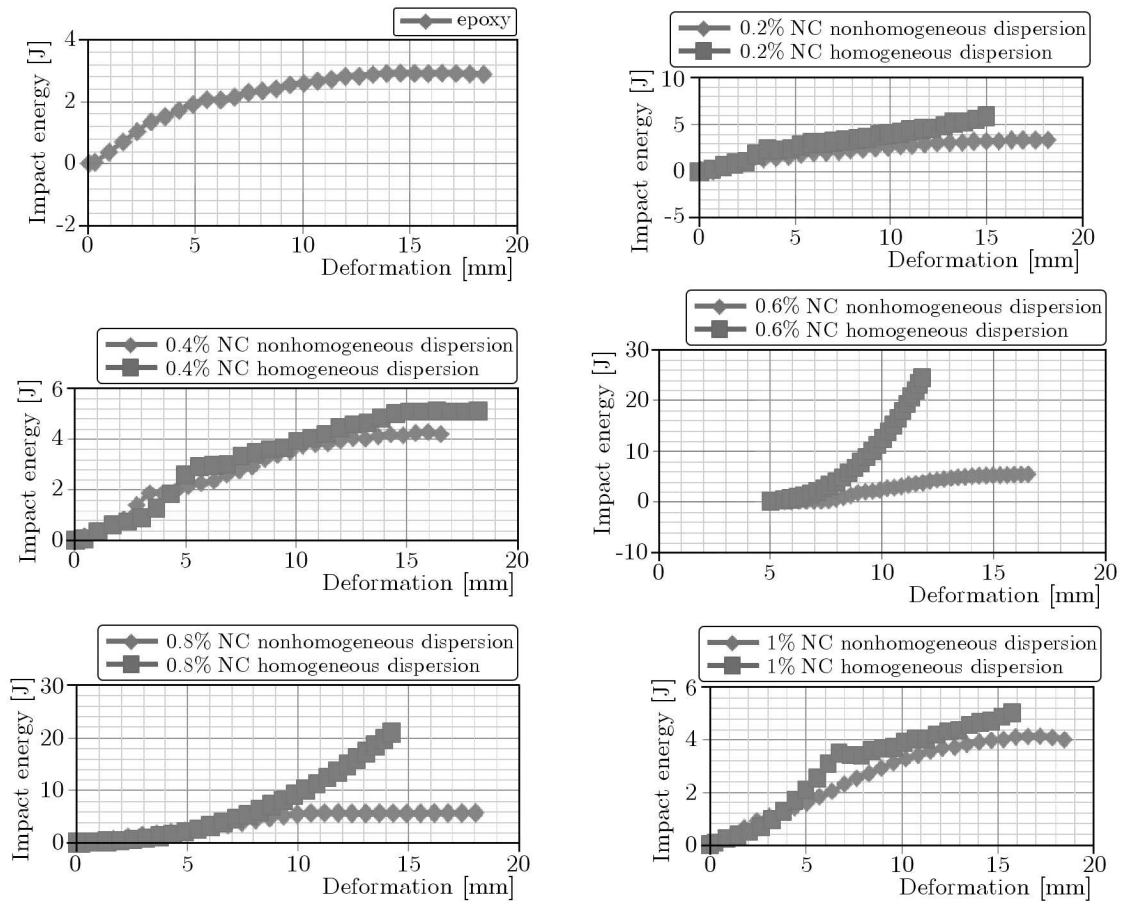 epoxy
Impact energy [J]
4
2
0
-2
0 5 10 15 20
Deformation [mm]
0.2% NC nonhomogeneous dispersion
0.2% NC homogeneous dispersion
Impact energy [J]
10
5
0
-5
0 5 10 15 20
Deformation [mm]
0.4% NC nonhomogeneous dispersion
0.4% NC homogeneous dispersion
Impact energy [J]
6
4
2
0
0 5 10 15 20
Deformation [mm]
0.6% NC nonhomogeneous dispersion
0.6% NC homogeneous dispersion
Impact energy [J]
30
20
10
0
-10
0 5 10 15 20
Deformation [mm]
0.8% NC nonhomogeneous dispersion
0.8% NC homogeneous dispersion
Impact energy [J]
30
20
10
0
0 5 10 15 20
Deformation [mm]
1% NC nonhomogeneous dispersion
1% NC homogeneous dispersion
Impact energy [J]
6
4
2
0
0 5 10 15 20
Deformation [mm]